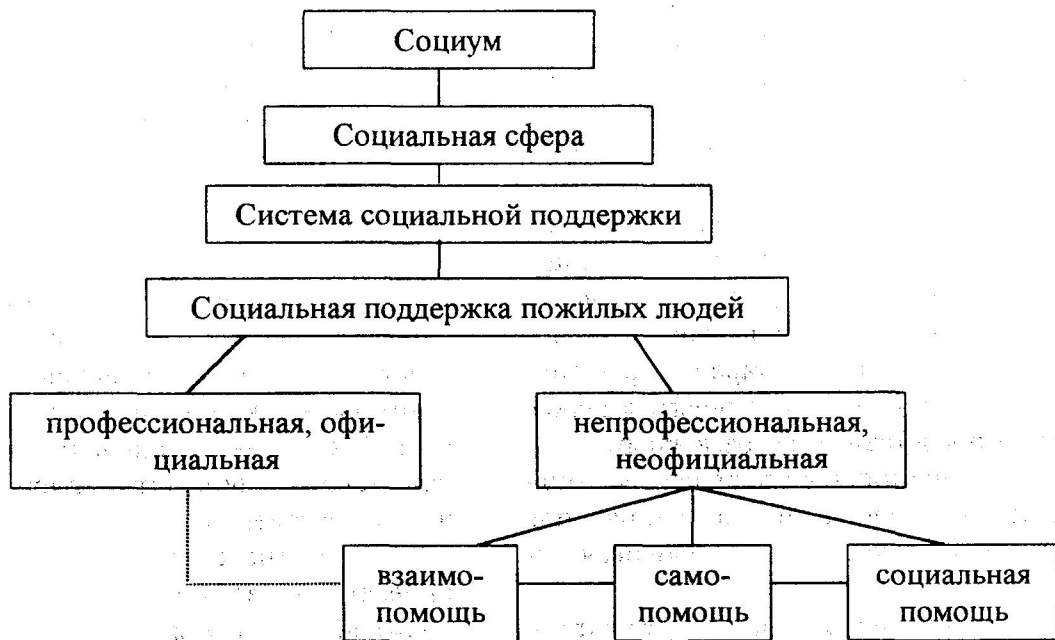 Социум
Социальная сфера
Система социальной поддержки
Социальная поддержка пожилых людей
профессиональная, офи-
циальная
непрофессиональная,
неофициальная
взаимо-
помощь
само-
помощь
социальная
помощь